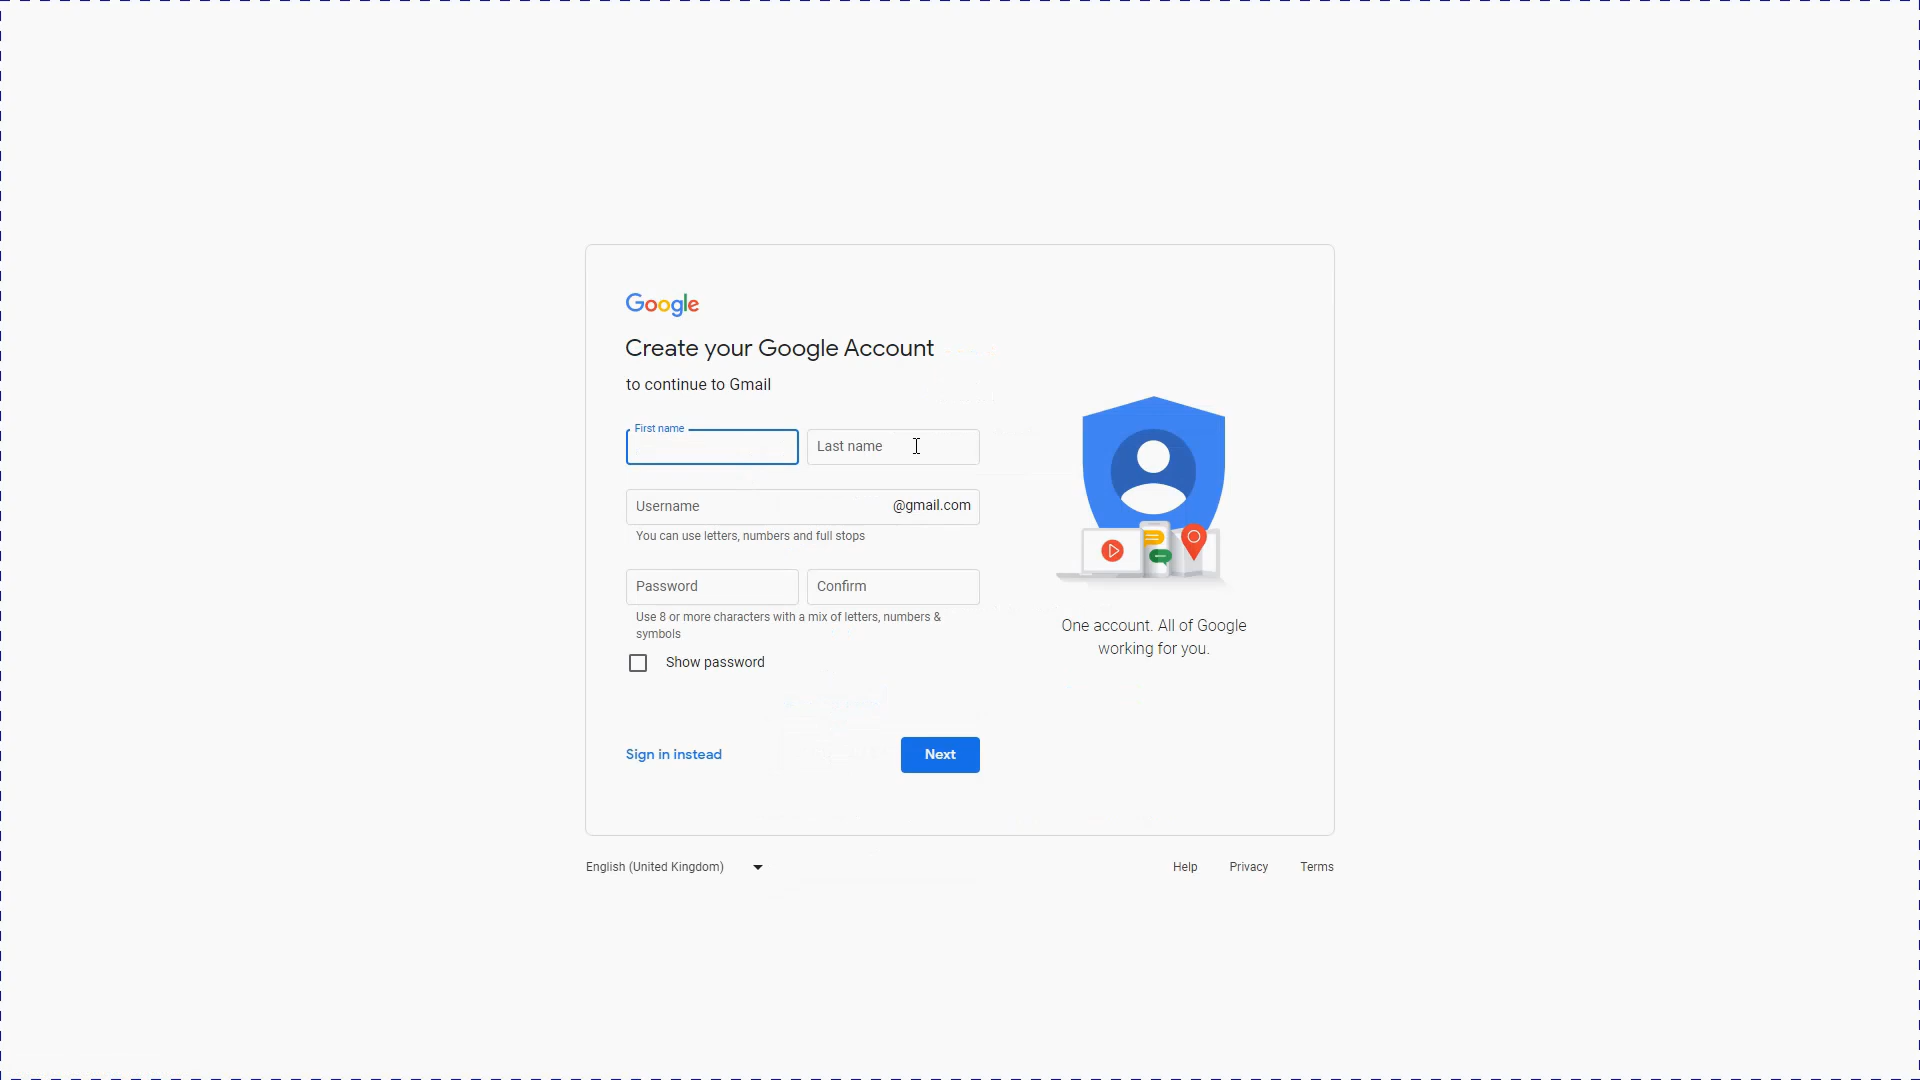 Google
Create your Google Account
to continue to Gmail
First name
Last name
Username
@gmail.com
You can use letters, numbers and full stops
Password
Confirm
Use 8 or more characters with a mix of letters, numbers &
symbols
Show password
Sign in instead
Next
One account. All of Google
working for you.
English (United Kingdom)
Help
Privacy
Terms